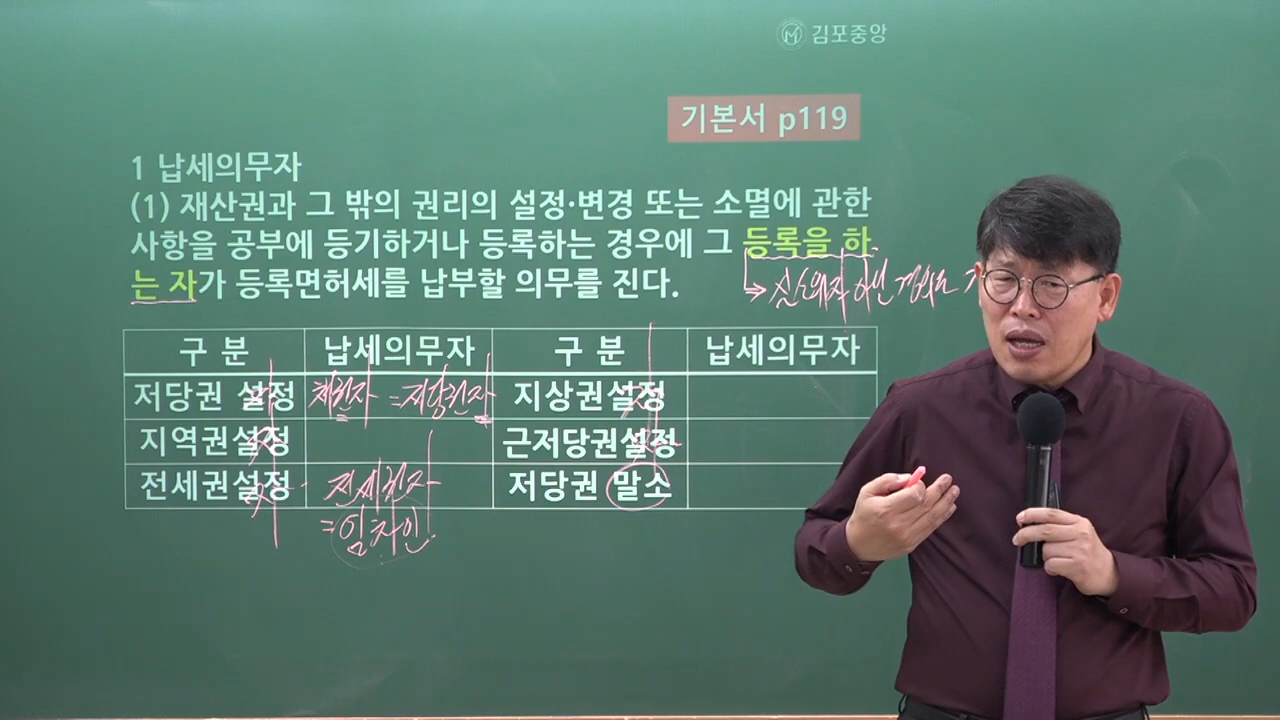 김포중앙
기본서 p119
1 납세의무자
(1) 재산권과 그 밖의 권리의 설정·변경 또는 소멸에 관한
사항을 공부에 등기하거나 등록하는 경우에 그 등록을 하
는 자가 등록면허세를 납부할 의무를 진다.
구 분 납세의무자 구 분 납세의무자
저당권 설정 채권자 =저당권자 지상권설정
지역권설정 근저당권설정
전세권설정 전세권자 저당권 말소
=임차인